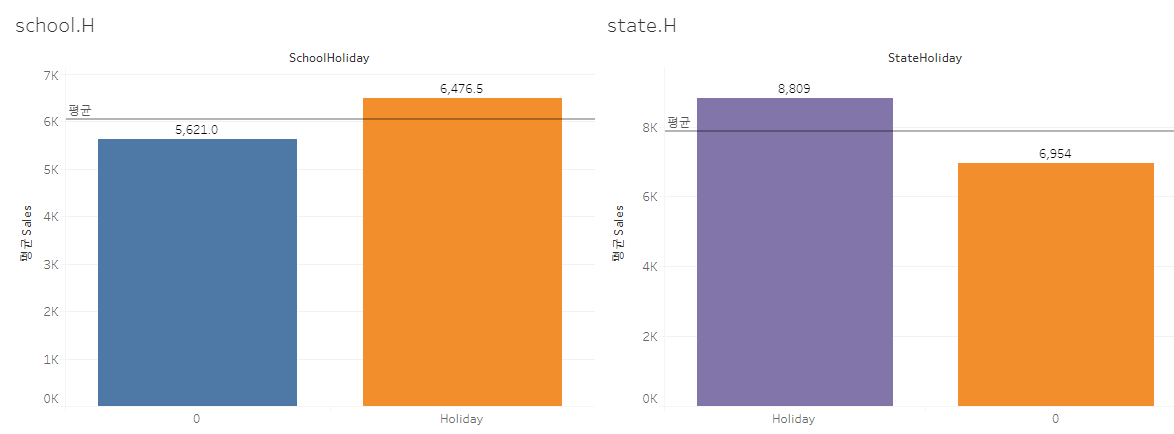 school.H
SchoolHoliday
7K
6K
5K
4K
3K
2K
1K
0K
평균 Sales
평균
5,621.0
6,476.5
0
Holiday
state.H
StateHoliday
8K
6K
4K
2K
0K
평균 Sales
평균
8,809
6,954
Holiday
0